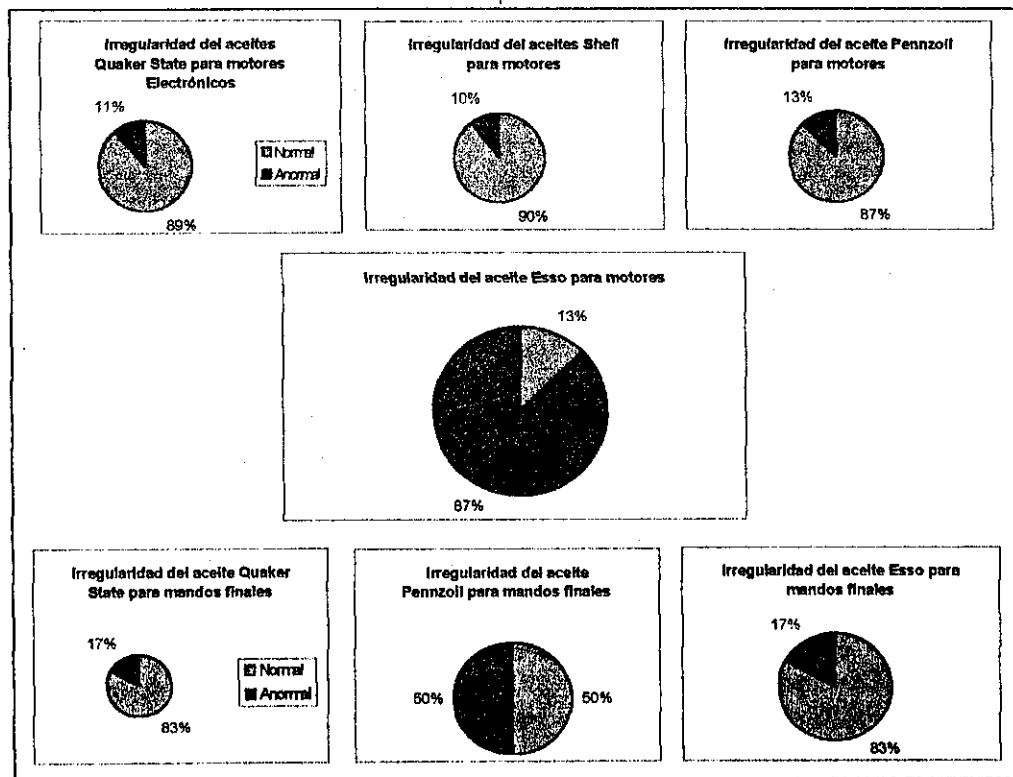 Irregularidad del aceites
Quaker State para motores
Electrónicos
11%
Normal
Anormal
89%
Irregularidad del aceites Shell
para motores
10%
90%
Irregularidad del aceite Pennzoil
para motores
13%
87%
Irregularidad del aceite Esso para motores
13%
87%
Irregularidad del aceite Quaker
State para mandos finales
17%
Normal
Anormal
83%
Irregularidad del aceite
Pennzoil para mandos finales
50%
50%
Irregularidad del aceite Esso para
mandos finales
17%
83%